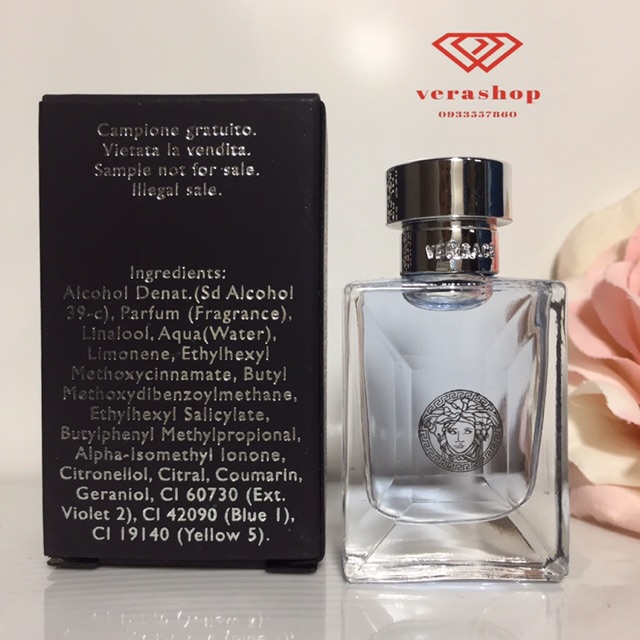 verashop
0933557860
Campione gratuito.
Vietata la vendita.
Sample not for sale.
Illegal sale.
Ingredients:
Alcohol Denat.(Sd Alcohol
39-c), Parfum (Fragrance),
Linalool, Aqua(Water),
Limonene, Ethylhexyl
Methoxycinnamate, Butyl
Methoxydibenzoylmethane,
Ethylhexyl Salicylate,
Butylphenyl Methylpropional,
Alpha-isomethyl Ionone,
Citronellol, Citral, Coumarin,
Geraniol, CI 60730 (Ext.
Violet 2), CI 42090 (Blue 1),
CI 19140 (Yellow 5).
VERSACE